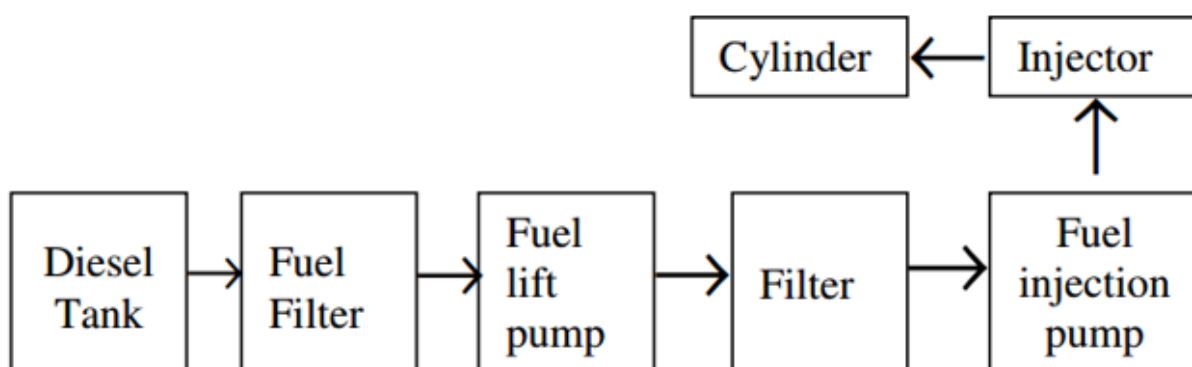 Cylinder
Injector
Diesel
Tank
Fuel
Filter
Fuel
lift
pump
Filter
Fuel
injection
pump